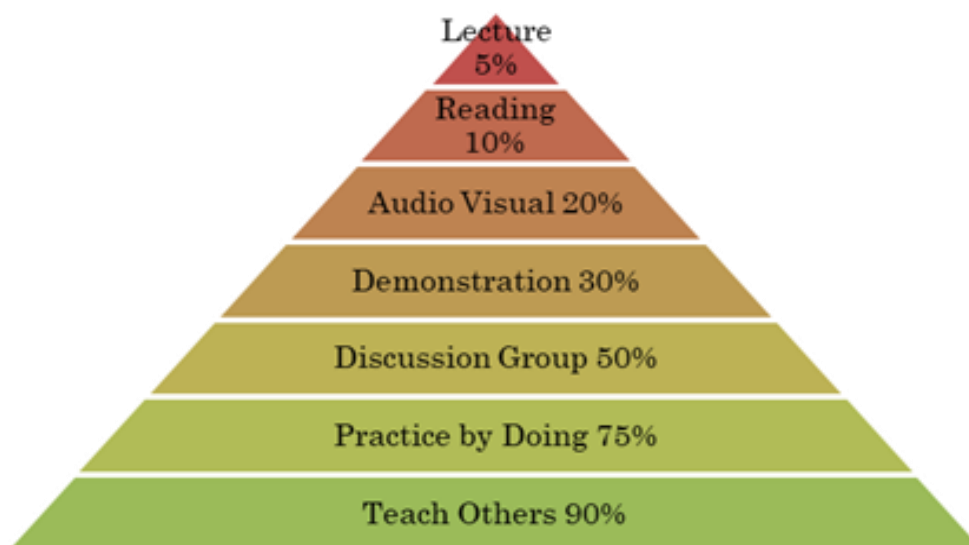 Lecture
5%
Reading
10%
Audio Visual 20%
Demonstration 30%
Discussion Group 50%
Practice by Doing 75%
Teach Others 90%